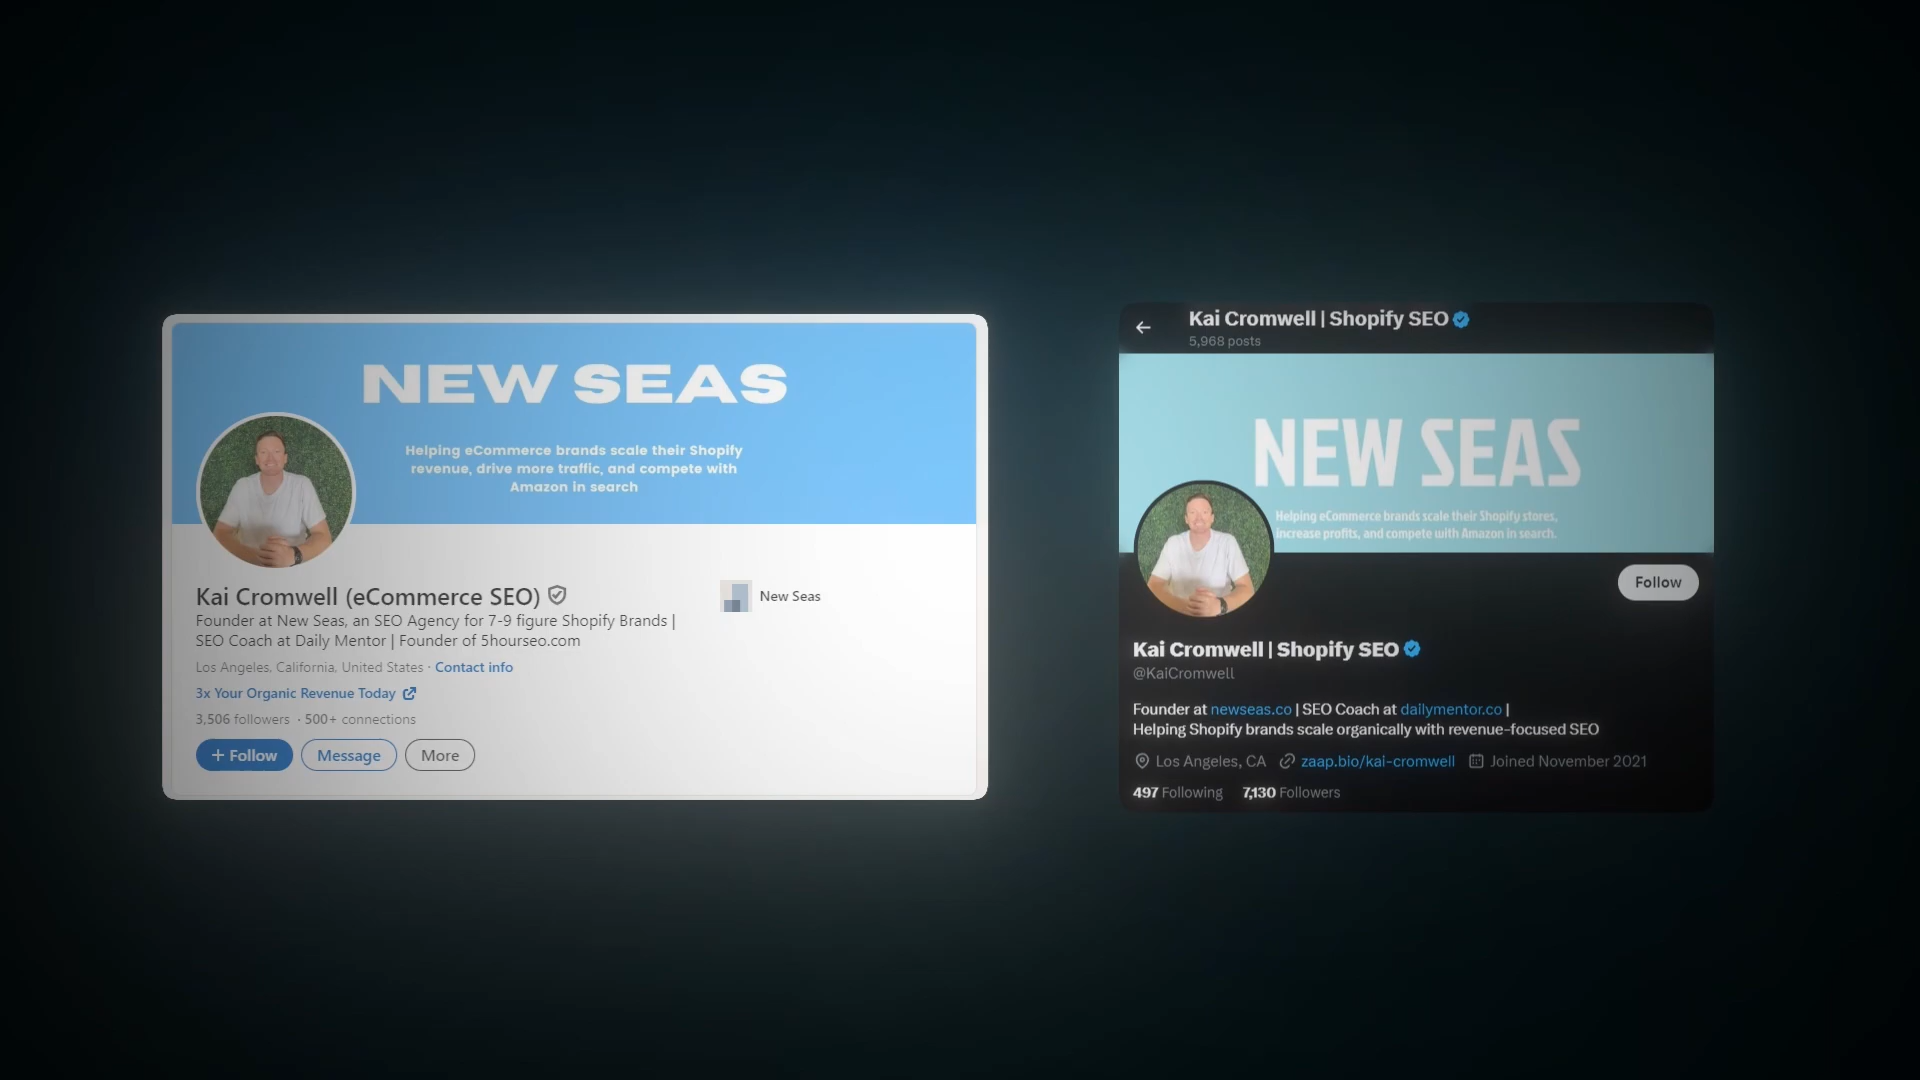 NEW SEAS
Helping eCommerce brands scale their Shopify
revenue, drive more traffic, and compete with
Amazon in search
Kai Cromwell (eCommerce SEO)
New Seas
Founder at New Seas, an SEO Agency for 7-9 figure Shopify Brands |
SEO Coach at Daily Mentor | Founder of 5hourseo.com
Los Angeles, California, United States · Contact info
3x Your Organic Revenue Today
3,506 followers · 500+ connections
+ Follow
Message
More
Kai Cromwell | Shopify SEO
5,968 posts
NEW SEAS
Helping eCommerce brands scale their Shopify stores,
increase profits, and compete with Amazon in search.
Follow
Kai Cromwell | Shopify SEO
@KaiCromwell
Founder at newseas.co | SEO Coach at dailymentor.co |
Helping Shopify brands scale organically with revenue-focused SEO
Los Angeles, CA zaap.bio/kai-cromwell Joined November 2021
497 Following 7,130 Followers